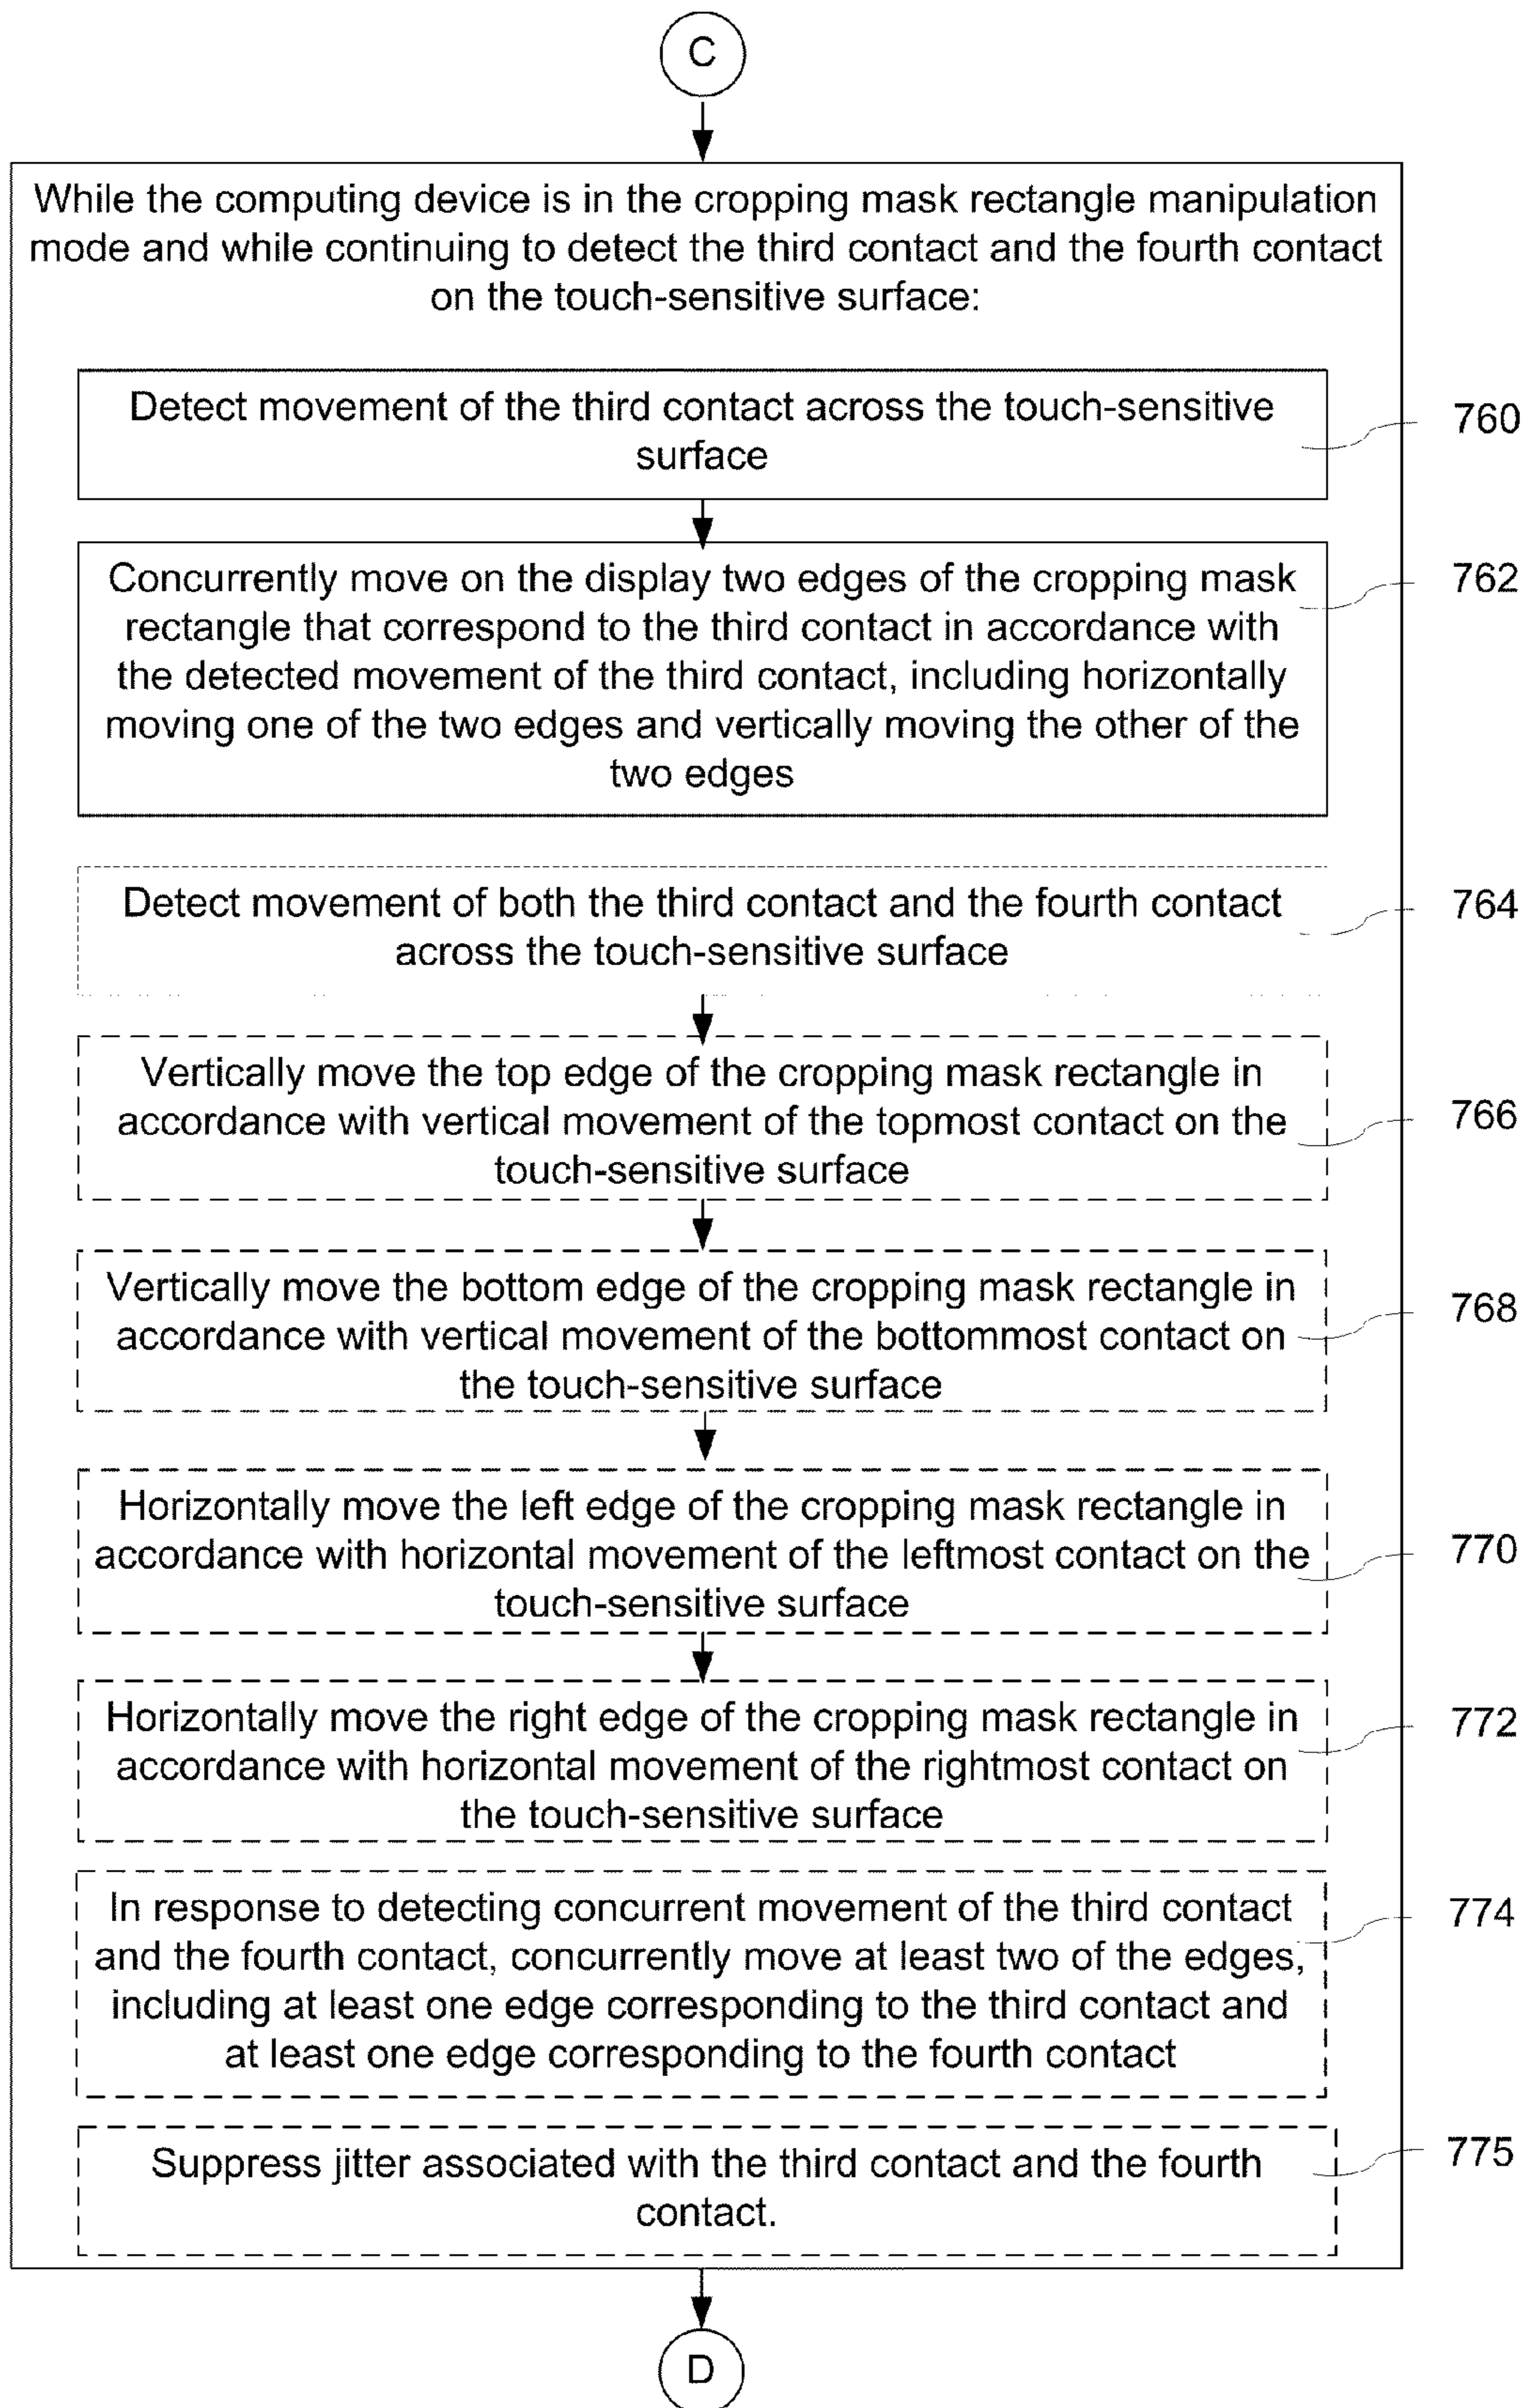 C
While the computing device is in the cropping mask rectangle manipulation
mode and while continuing to detect the third contact and the fourth contact
on the touch-sensitive surface:
Detect movement of the third contact across the touch-sensitive
surface
760
Concurrently move on the display two edges of the cropping mask
rectangle that correspond to the third contact in accordance with
the detected movement of the third contact, including horizontally
moving one of the two edges and vertically moving the other of the
two edges
762
Detect movement of both the third contact and the fourth contact
across the touch-sensitive surface
764
Vertically move the top edge of the cropping mask rectangle in
accordance with vertical movement of the topmost contact on the
touch-sensitive surface
766
Vertically move the bottom edge of the cropping mask rectangle in
accordance with vertical movement of the bottommost contact on
the touch-sensitive surface
768
Horizontally move the left edge of the cropping mask rectangle in
accordance with horizontal movement of the leftmost contact on the
touch-sensitive surface
770
Horizontally move the right edge of the cropping mask rectangle in
accordance with horizontal movement of the rightmost contact on
the touch-sensitive surface
772
In response to detecting concurrent movement of the third contact
and the fourth contact, concurrently move at least two of the edges,
including at least one edge corresponding to the third contact and
at least one edge corresponding to the fourth contact
774
Suppress jitter associated with the third contact and the fourth
contact.
775
D